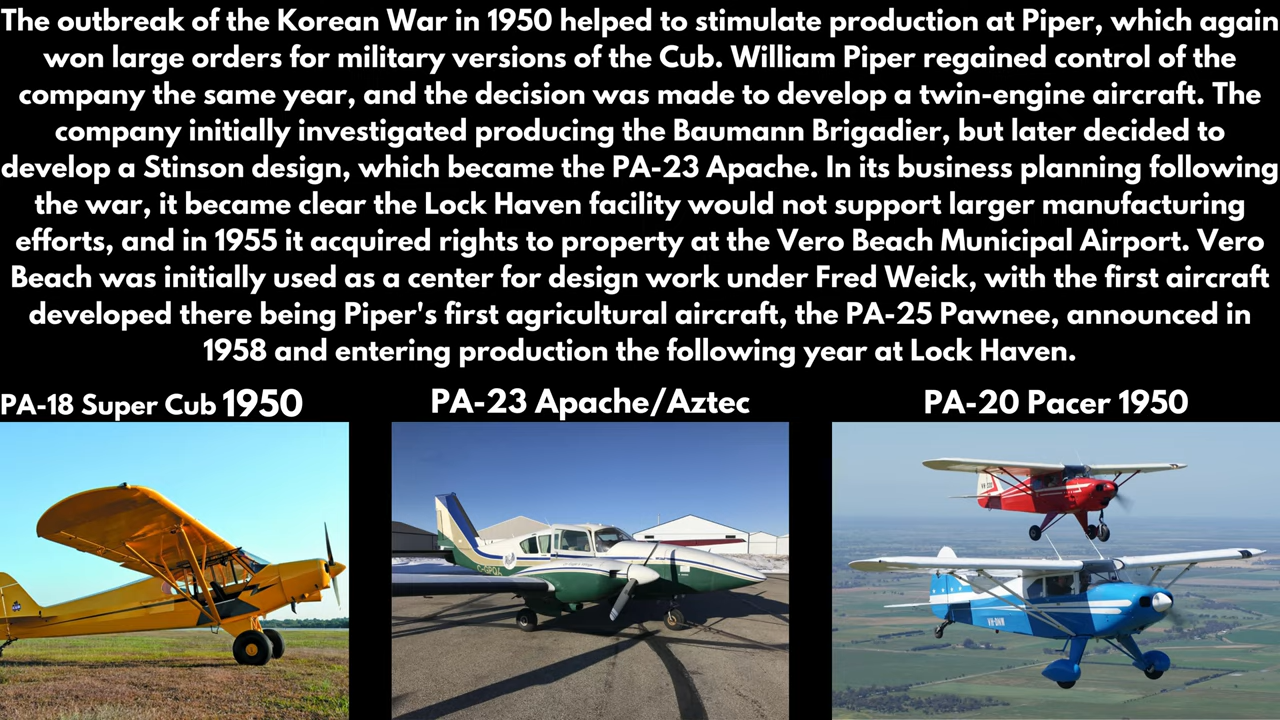 The outbreak of the Korean War in 1950 helped to stimulate production at Piper, which again
won large orders for military versions of the Cub. William Piper regained control of the
company the same year, and the decision was made to develop a twin-engine aircraft. The
company initially investigated producing the Baumann Brigadier, but later decided to
develop a Stinson design, which became the PA-23 Apache. In its business planning following
the war, it became clear the Lock Haven facility would not support larger manufacturing
efforts, and in 1955 it acquired rights to property at the Vero Beach Municipal Airport. Vero
Beach was initially used as a center for design work under Fred Weick, with the first aircraft
developed there being Piper's first agricultural aircraft, the PA-25 Pawnee, announced in
1958 and entering production the following year at Lock Haven.
PA-18 Super Cub 1950
PA-23 Apache/Aztec
PA-20 Pacer 1950